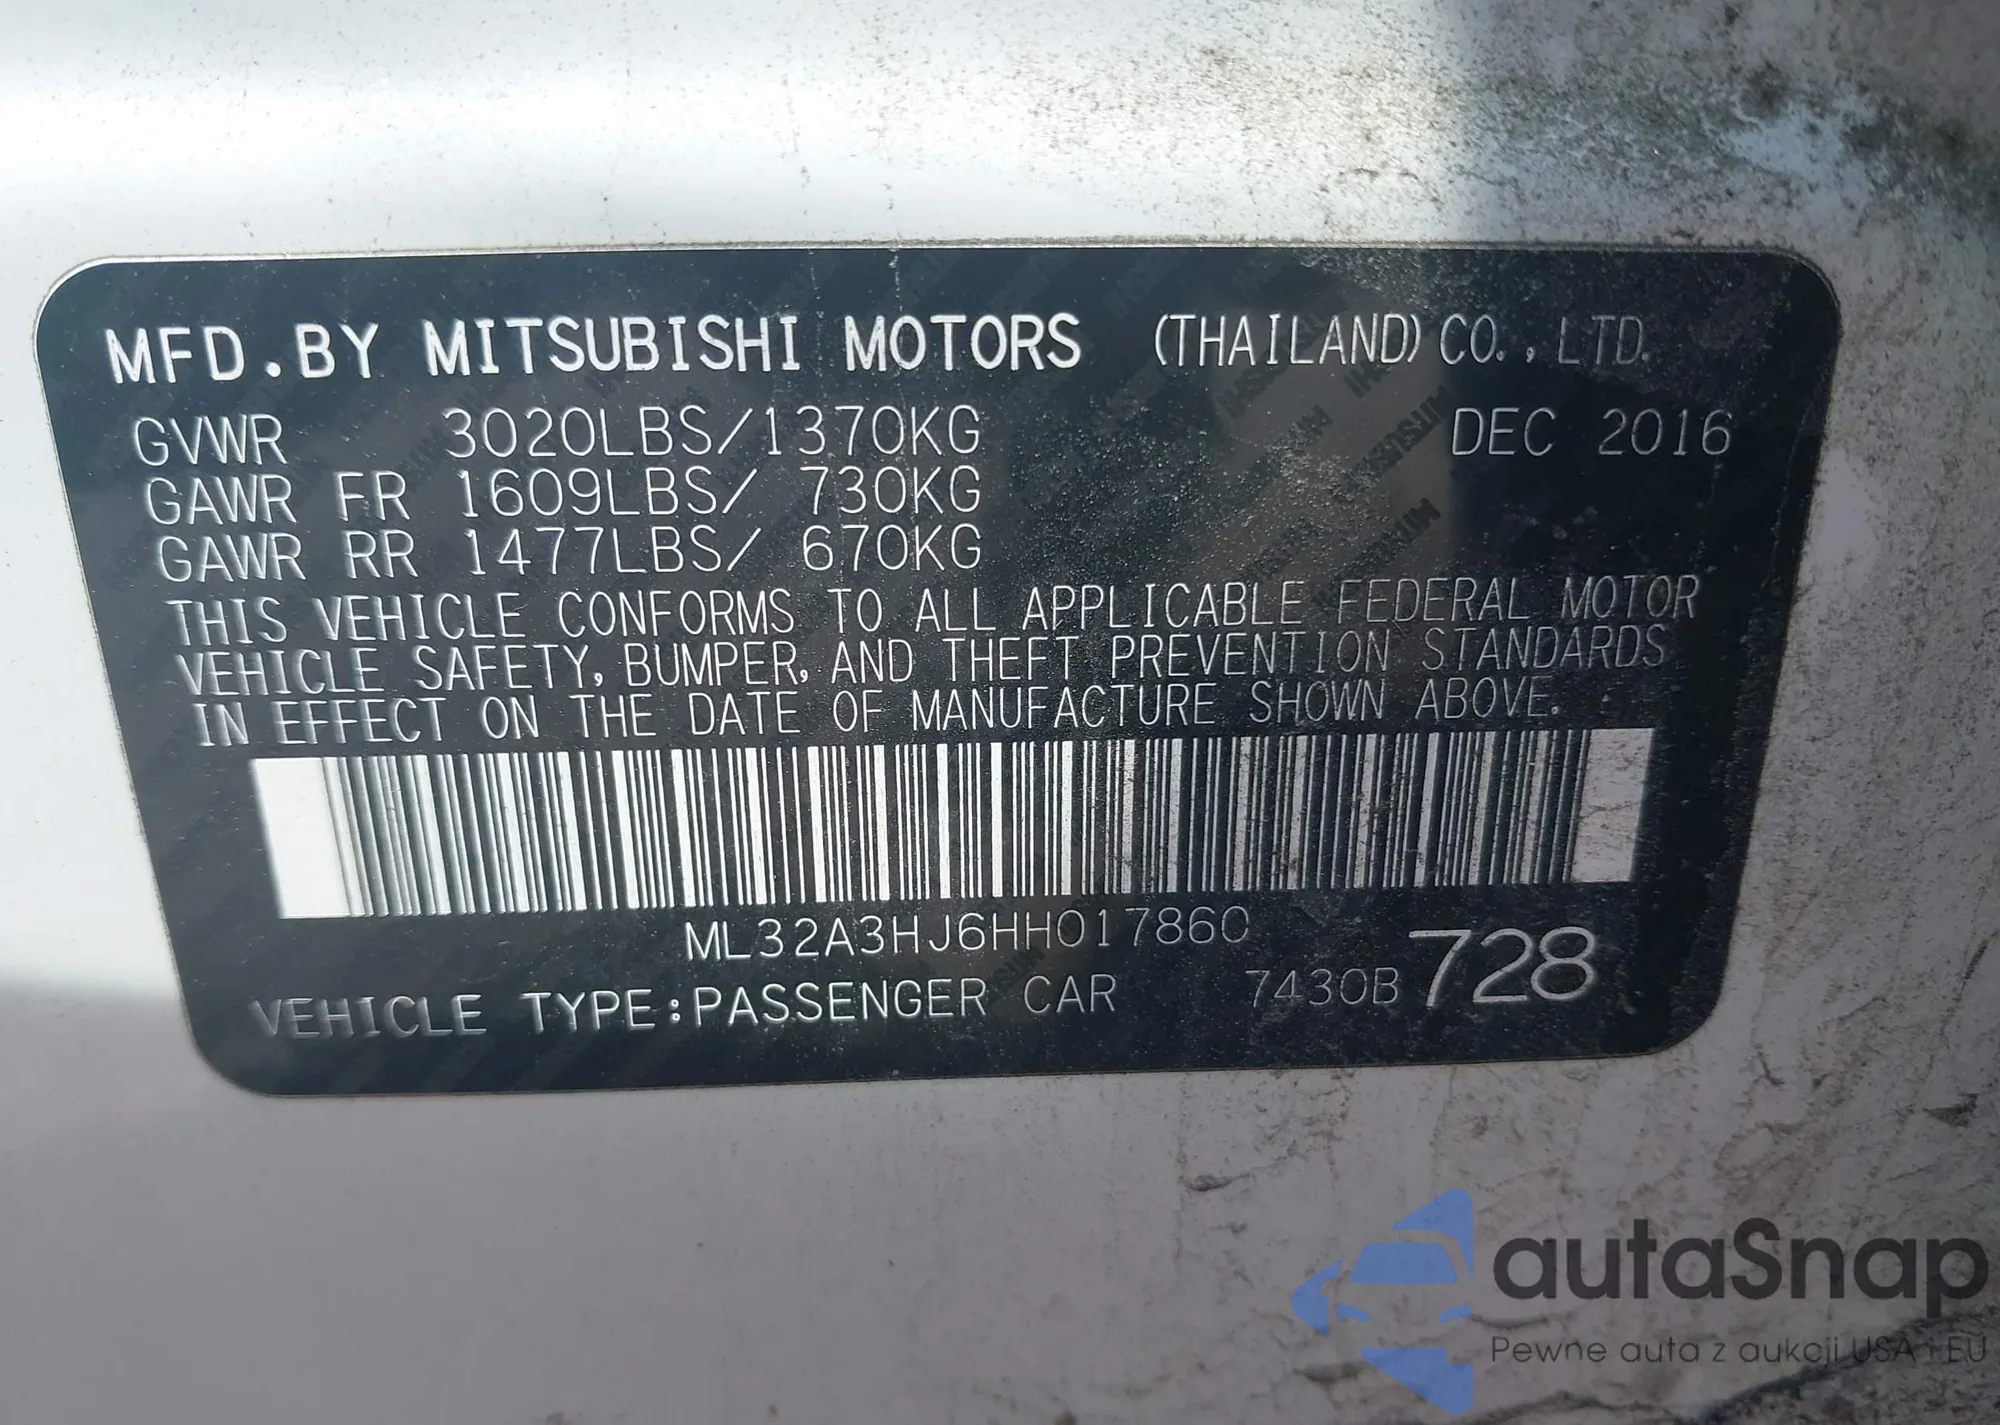 MFD.BY MITSUBISHI MOTORS (THAILAND) CO.,LTD.
GVWR 3020LBS/1370KG DEC 2016
GAWR FR 1609LBS/ 730KG
GAWR RR 1477LBS/ 670KG
THIS VEHICLE CONFORMS TO ALL APPLICABLE FEDERAL MOTOR
VEHICLE SAFETY, BUMPER, AND THEFT PREVENTION STANDARDS
IN EFFECT ON THE DATE OF MANUFACTURE SHOWN ABOVE.
ML32A3HJ6HH017860
VEHICLE TYPE:PASSENGER CAR 7430B 728
autaSnap
Pewne auta z aukcji USA i EU